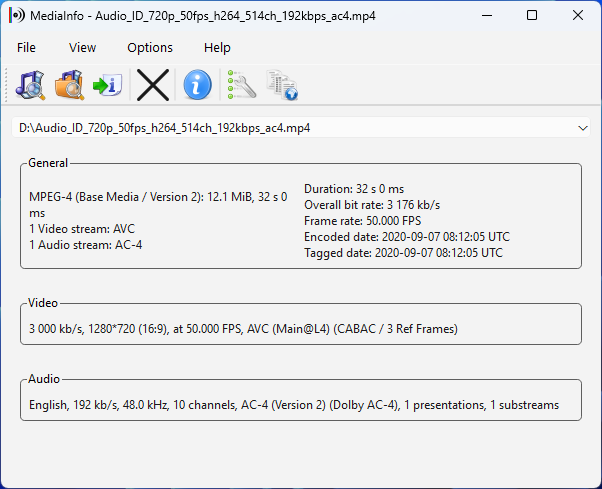 MediaInfo - Audio_ID_720p_50fps_h264_514ch_192kbps_ac4.mp4
File View Options Help
D:\Audio_ID_720p_50fps_h264_514ch_192kbps_ac4.mp4
General
MPEG-4 (Base Media / Version 2): 12.1 MiB, 32 s 0
ms
1 Video stream: AVC
1 Audio stream: AC-4
Duration: 32 s 0 ms
Overall bit rate: 3 176 kb/s
Frame rate: 50.000 FPS
Encoded date: 2020-09-07 08:12:05 UTC
Tagged date: 2020-09-07 08:12:05 UTC
Video
3 000 kb/s, 1280*720 (16:9), at 50.000 FPS, AVC (Main@L4) (CABAC / 3 Ref Frames)
Audio
English, 192 kb/s, 48.0 kHz, 10 channels, AC-4 (Version 2) (Dolby AC-4), 1 presentations, 1 substreams